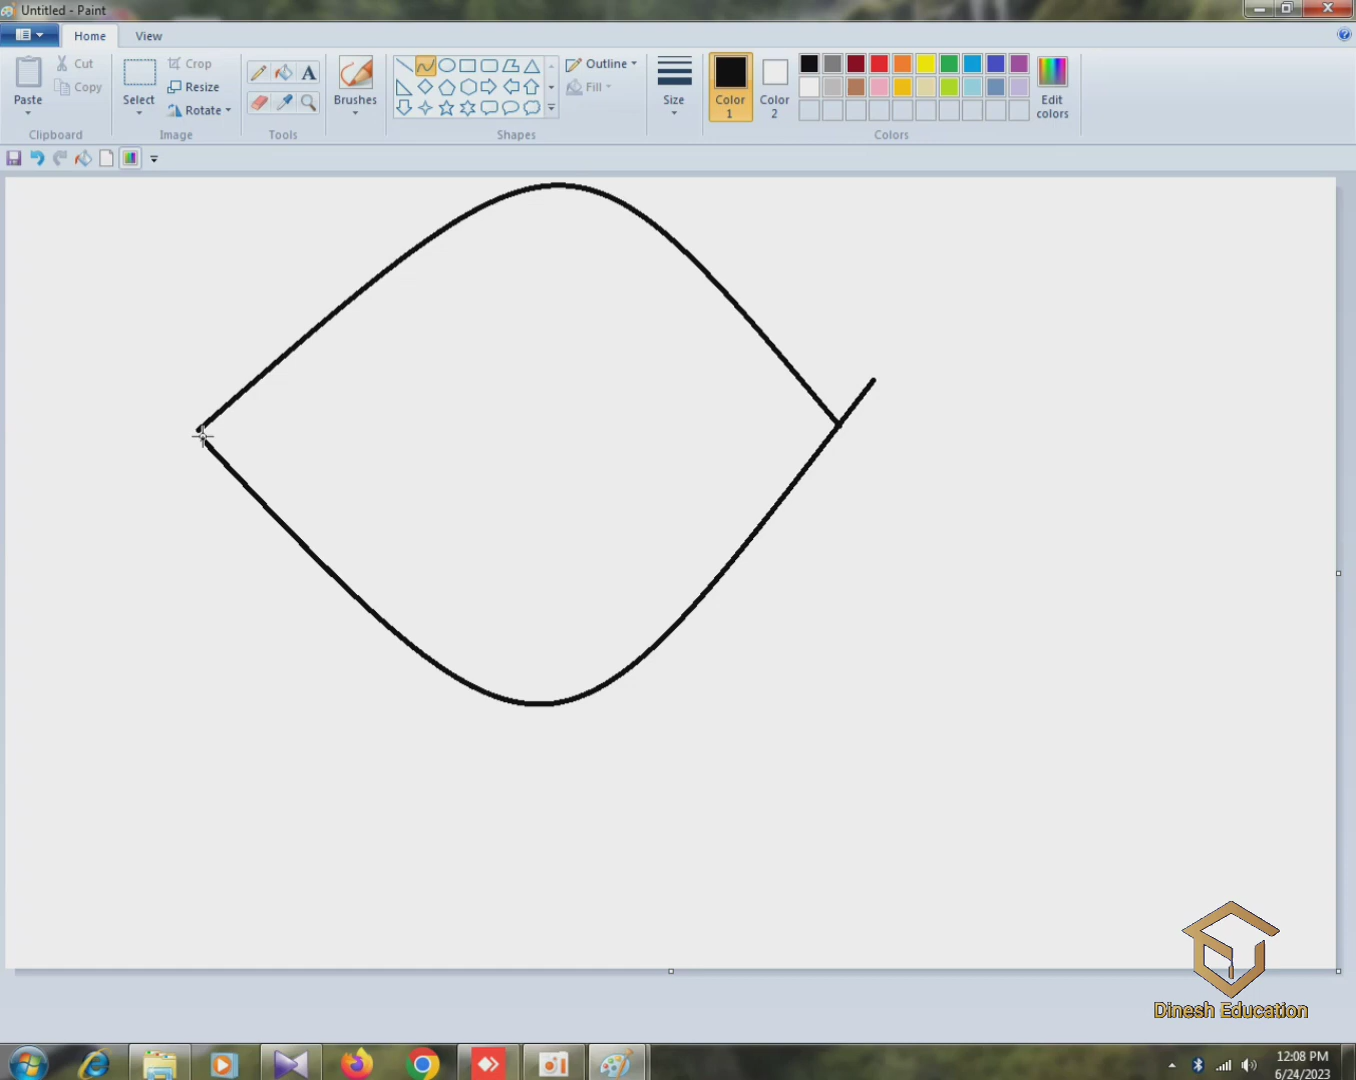 Untitled - Paint
Home View
Paste
Cut
Copy
Clipboard
Select
Crop
Resize
Rotate
Image
A
Tools
Brushes
Outline
Fill
Shapes
Size
Color 1
Color 2
Edit colors
Colors
Dinesh Education
12:08 PM
6/24/2023